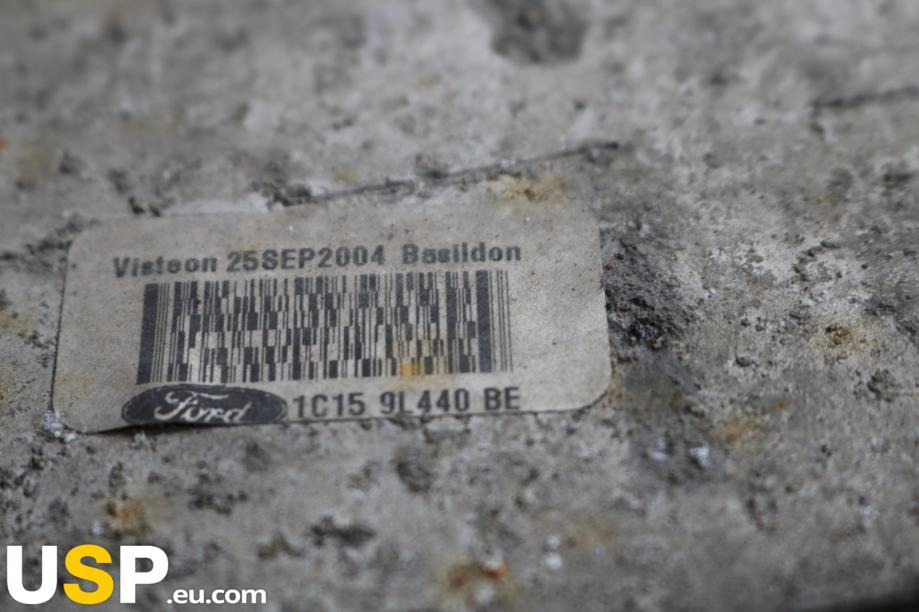 Visteon 25SEP2004 Basildon
Ford 1C15 9L440 BE
USP.eu.com